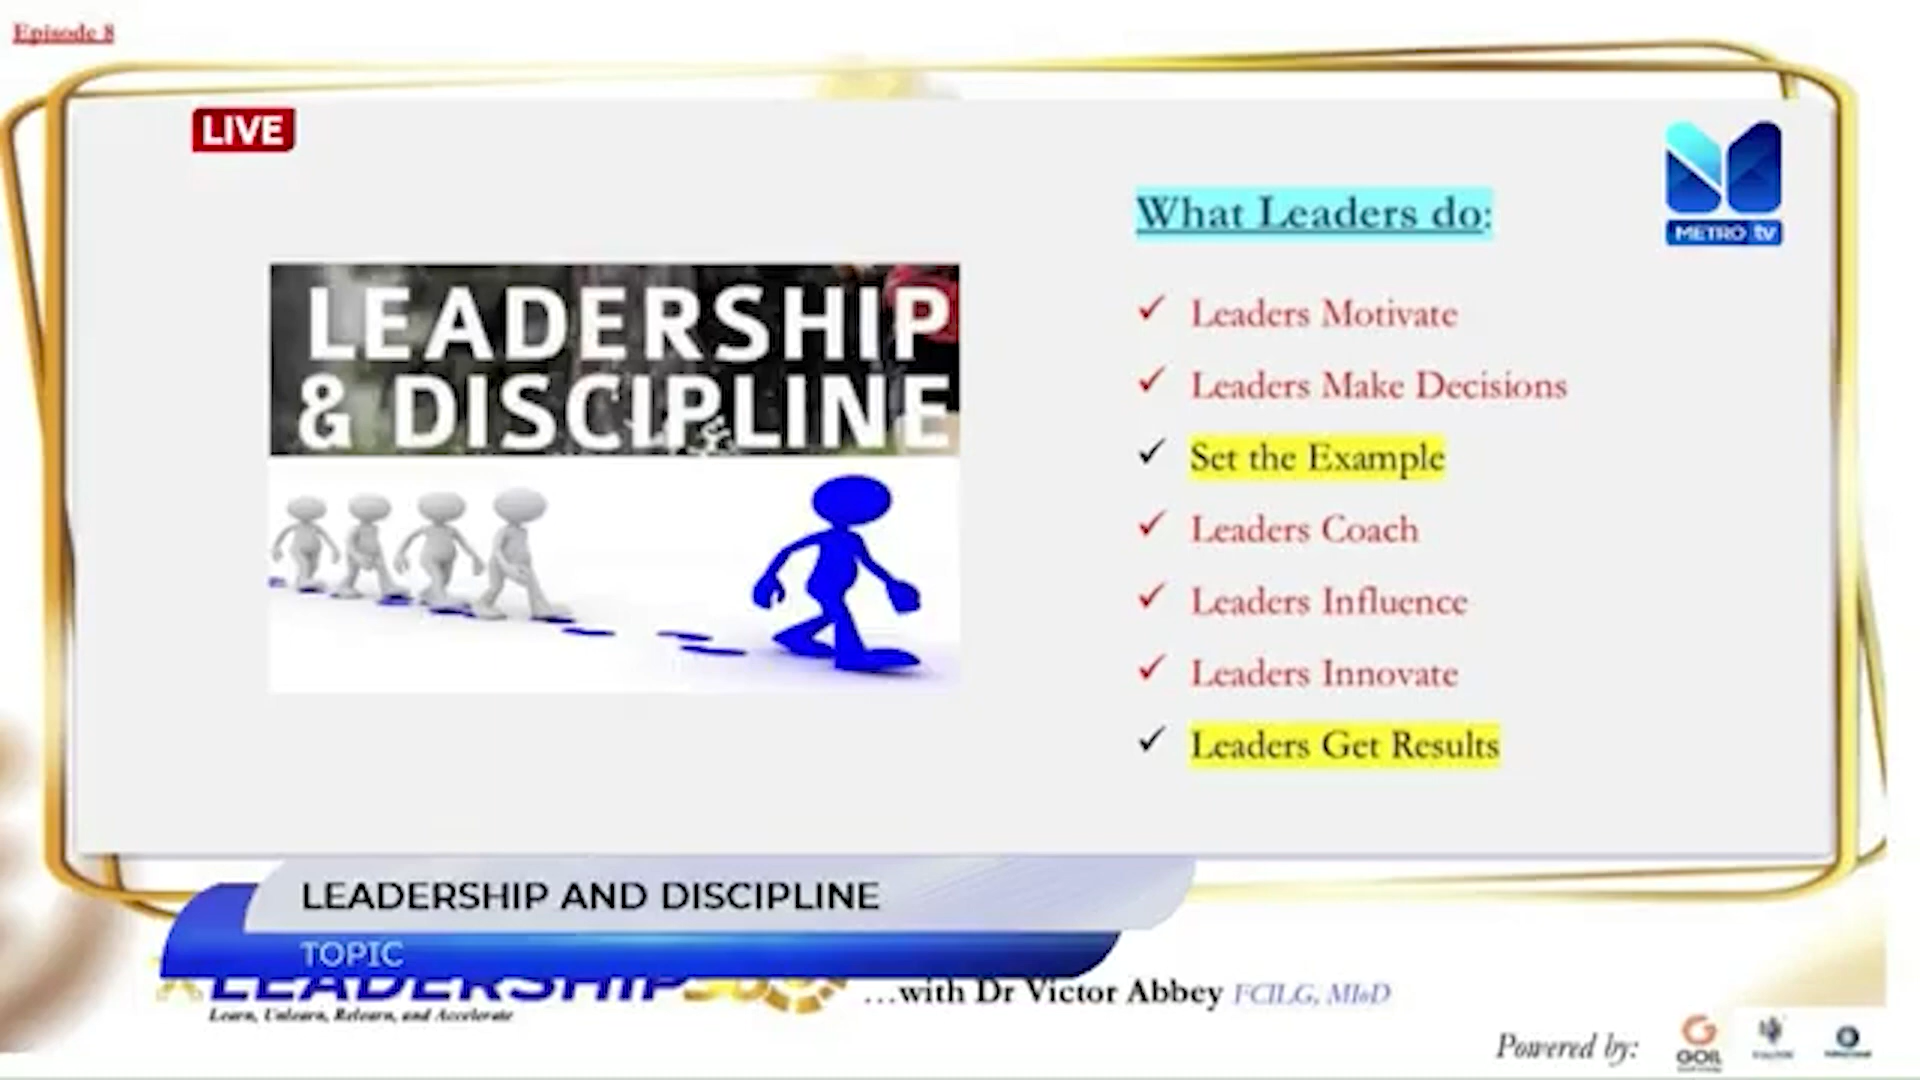 Episode 8
LIVE
METRO tv
What Leaders do:
LEADERSHIP
& DISCIPLINE
✓ Leaders Motivate
✓ Leaders Make Decisions
✓ Set the Example
✓ Leaders Coach
✓ Leaders Influence
✓ Leaders Innovate
✓ Leaders Get Results
LEADERSHIP AND DISCIPLINE
TOPIC
LEADERSHIP
...with Dr Victor Abbey FCILG, MIoD
Learn, Unlearn, Relearn, and Accelerate
Powered by:
GOIL